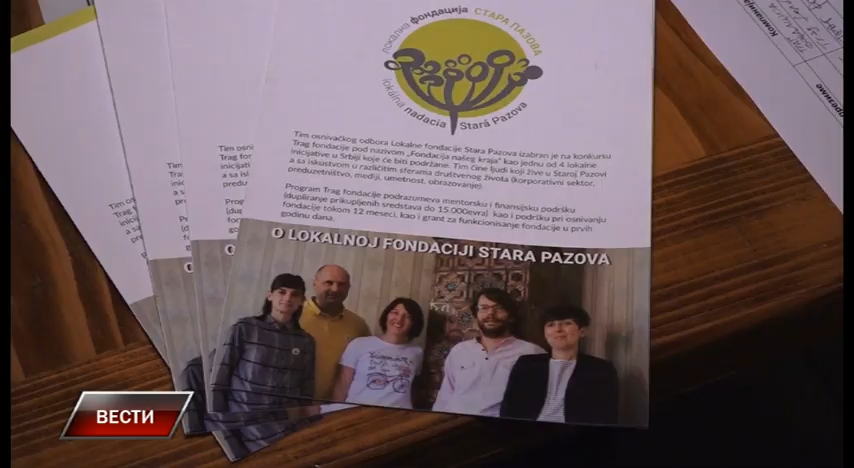 локална фондација СТАРА ПАЗОВА
lokálna nadácia Stará Pazova
Tim osnivačkog odbora Lokalne fondacije Stara Pazova izabran je na konkursu
Trag fondacije pod nazivom „Fondacija našeg kraja" kao jednu od 4 lokalne
inicijative u Srbiji koje će biti podržane. Tim čine ljudi koji žive u Staroj Pazovi
a sa iskustvom u različitim sferama društvenog života (korporativni sektor,
preduzetništvo, mediji, umetnost, obrazovanje).
Program Trag fondacije podrazumeva mentorsku i finansijsku podršku
(dupliranje prikupljenih sredstava do 15 000evra) kao i podršku pri osnivanju
fondacije tokom 12 meseci, kao i grant za funkcionisanje fondacije u prvih
godinu dana.
O LOKALNOJ FONDACIJI STARA PAZOVA
ВЕСТИ